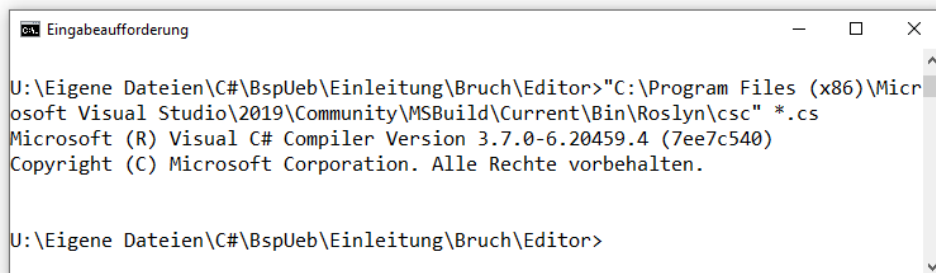 Eingabeaufforderung
U:\Eigene Dateien\C#\BspUeb\Einleitung\Bruch\Editor>"C:\Program Files (x86)\Micr
osoft Visual Studio\2019\Community\MSBuild\Current\Bin\Roslyn\csc" *.cs
Microsoft (R) Visual C# Compiler Version 3.7.0-6.20459.4 (7ee7c540)
Copyright (C) Microsoft Corporation. Alle Rechte vorbehalten.
U:\Eigene Dateien\C#\BspUeb\Einleitung\Bruch\Editor>